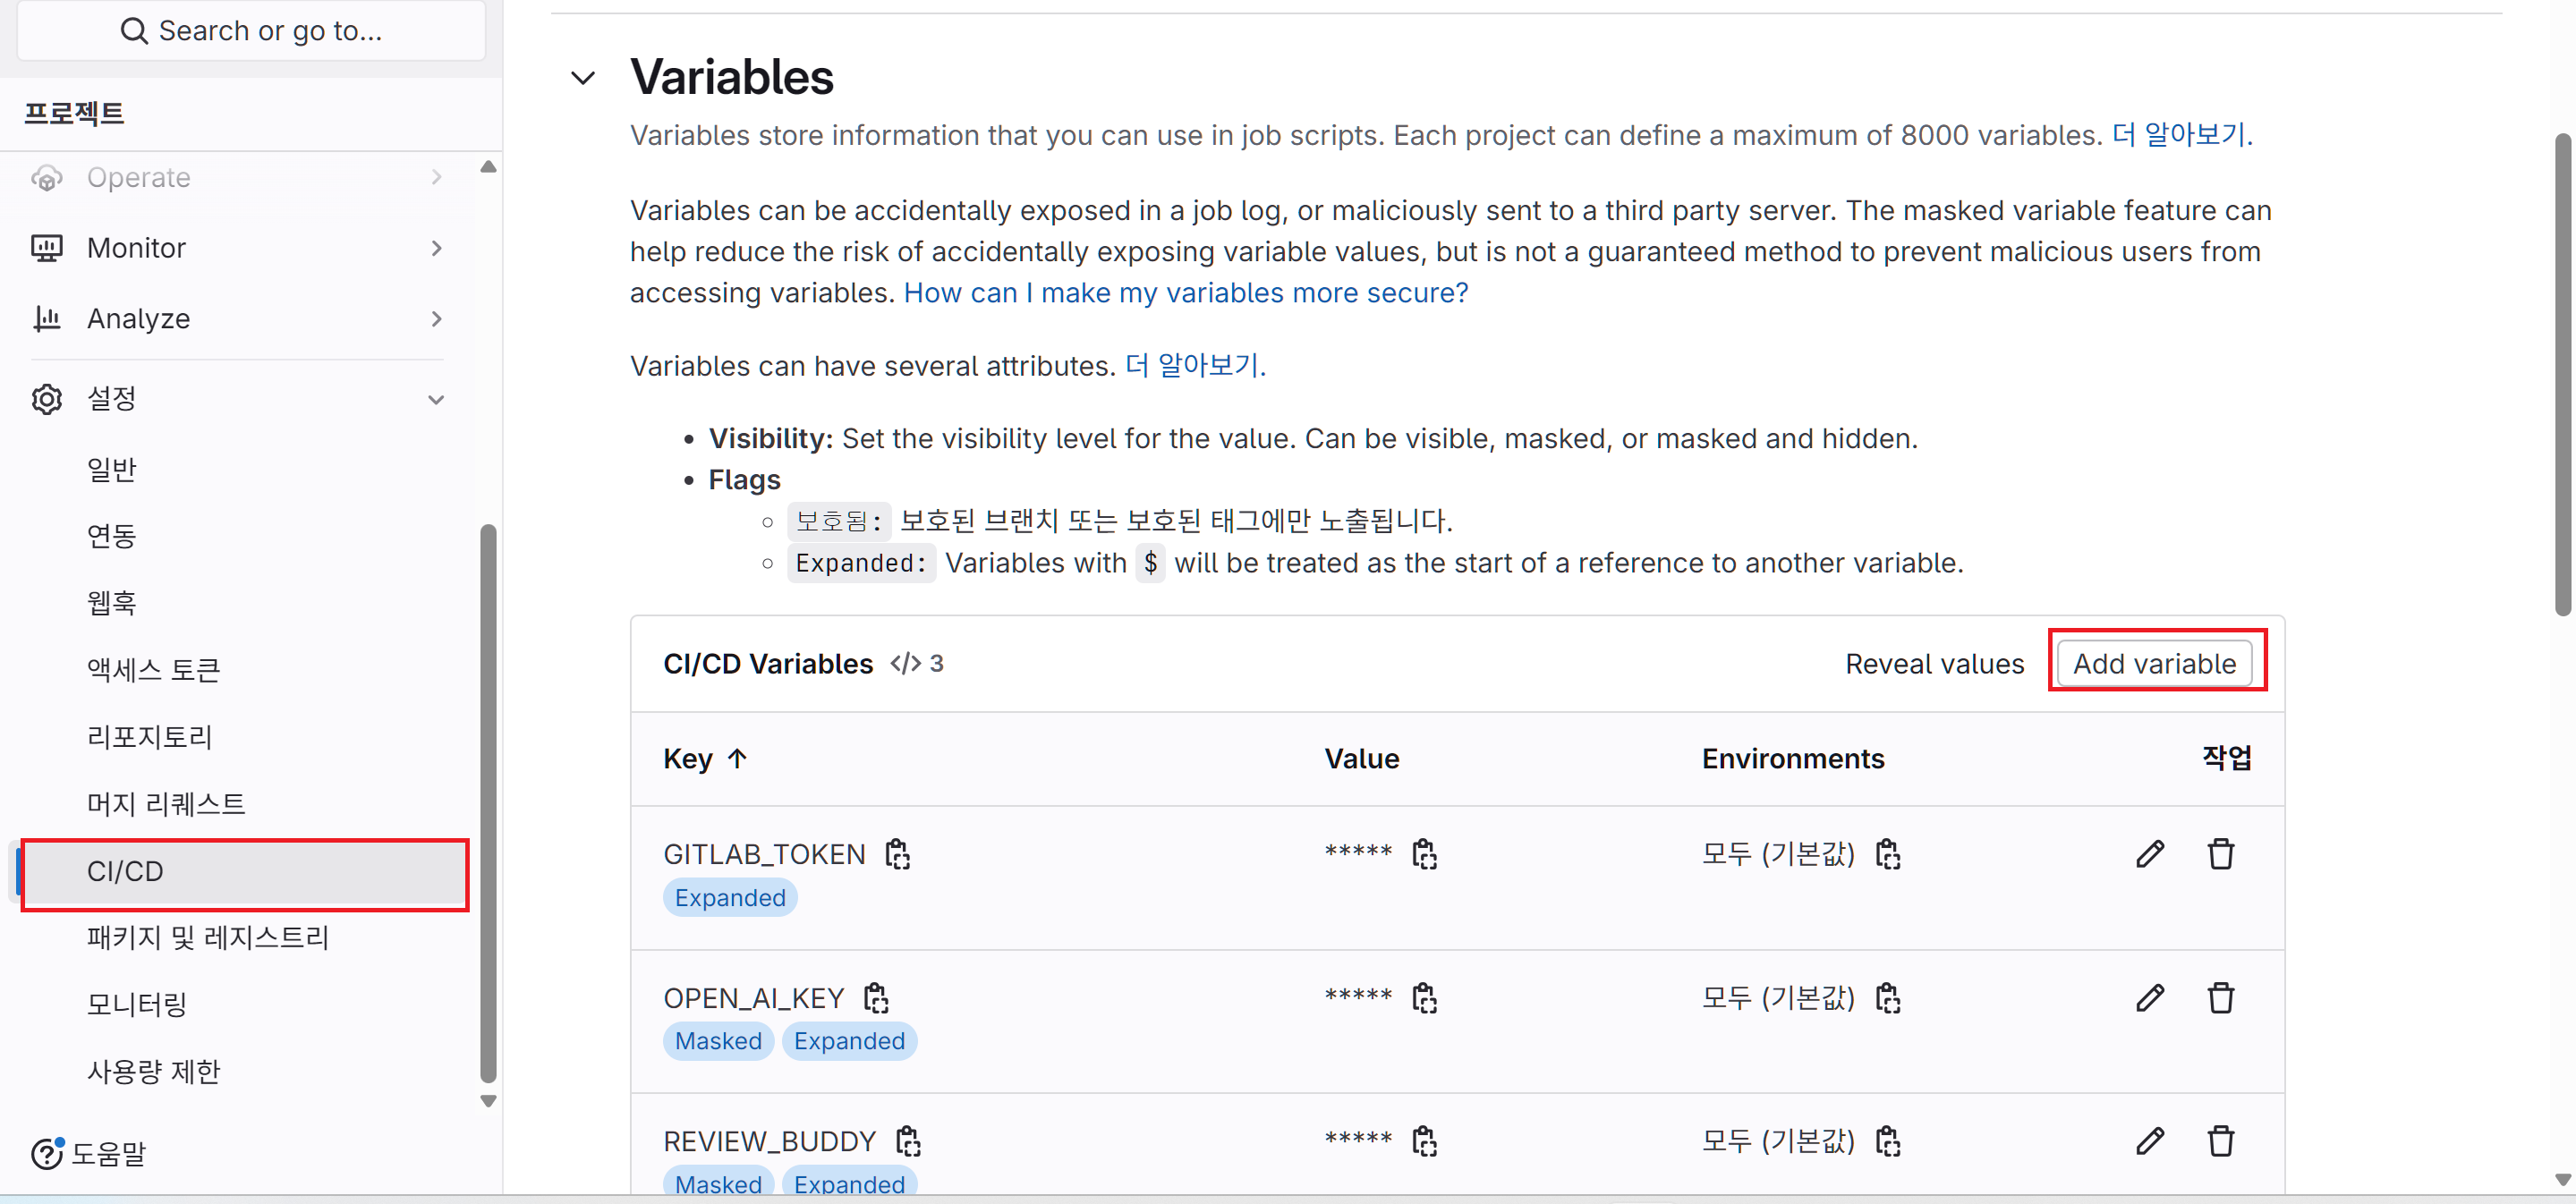 Search or go to...
프로젝트
Operate
Monitor
Analyze
설정
일반
연동
웹훅
액세스 토큰
리포지토리
머지 리퀘스트
CI/CD
패키지 및 레지스트리
모니터링
사용량 제한
도움말
Variables
Variables store information that you can use in job scripts. Each project can define a maximum of 8000 variables. 더 알아보기.
Variables can be accidentally exposed in a job log, or maliciously sent to a third party server. The masked variable feature can
help reduce the risk of accidentally exposing variable values, but is not a guaranteed method to prevent malicious users from
accessing variables. How can I make my variables more secure?
Variables can have several attributes. 더 알아보기.
Visibility: Set the visibility level for the value. Can be visible, masked, or masked and hidden.
Flags
보호됨: 보호된 브랜치 또는 보호된 태그에만 노출됩니다.
Expanded: Variables with $ will be treated as the start of a reference to another variable.
CI/CD Variables </> 3 Reveal values Add variable
Key ↑ Value Environments 작업
GITLAB_TOKEN ***** 모두 (기본값)
Expanded
OPEN_AI_KEY ***** 모두 (기본값)
Masked Expanded
REVIEW_BUDDY ***** 모두 (기본값)
Masked Expanded